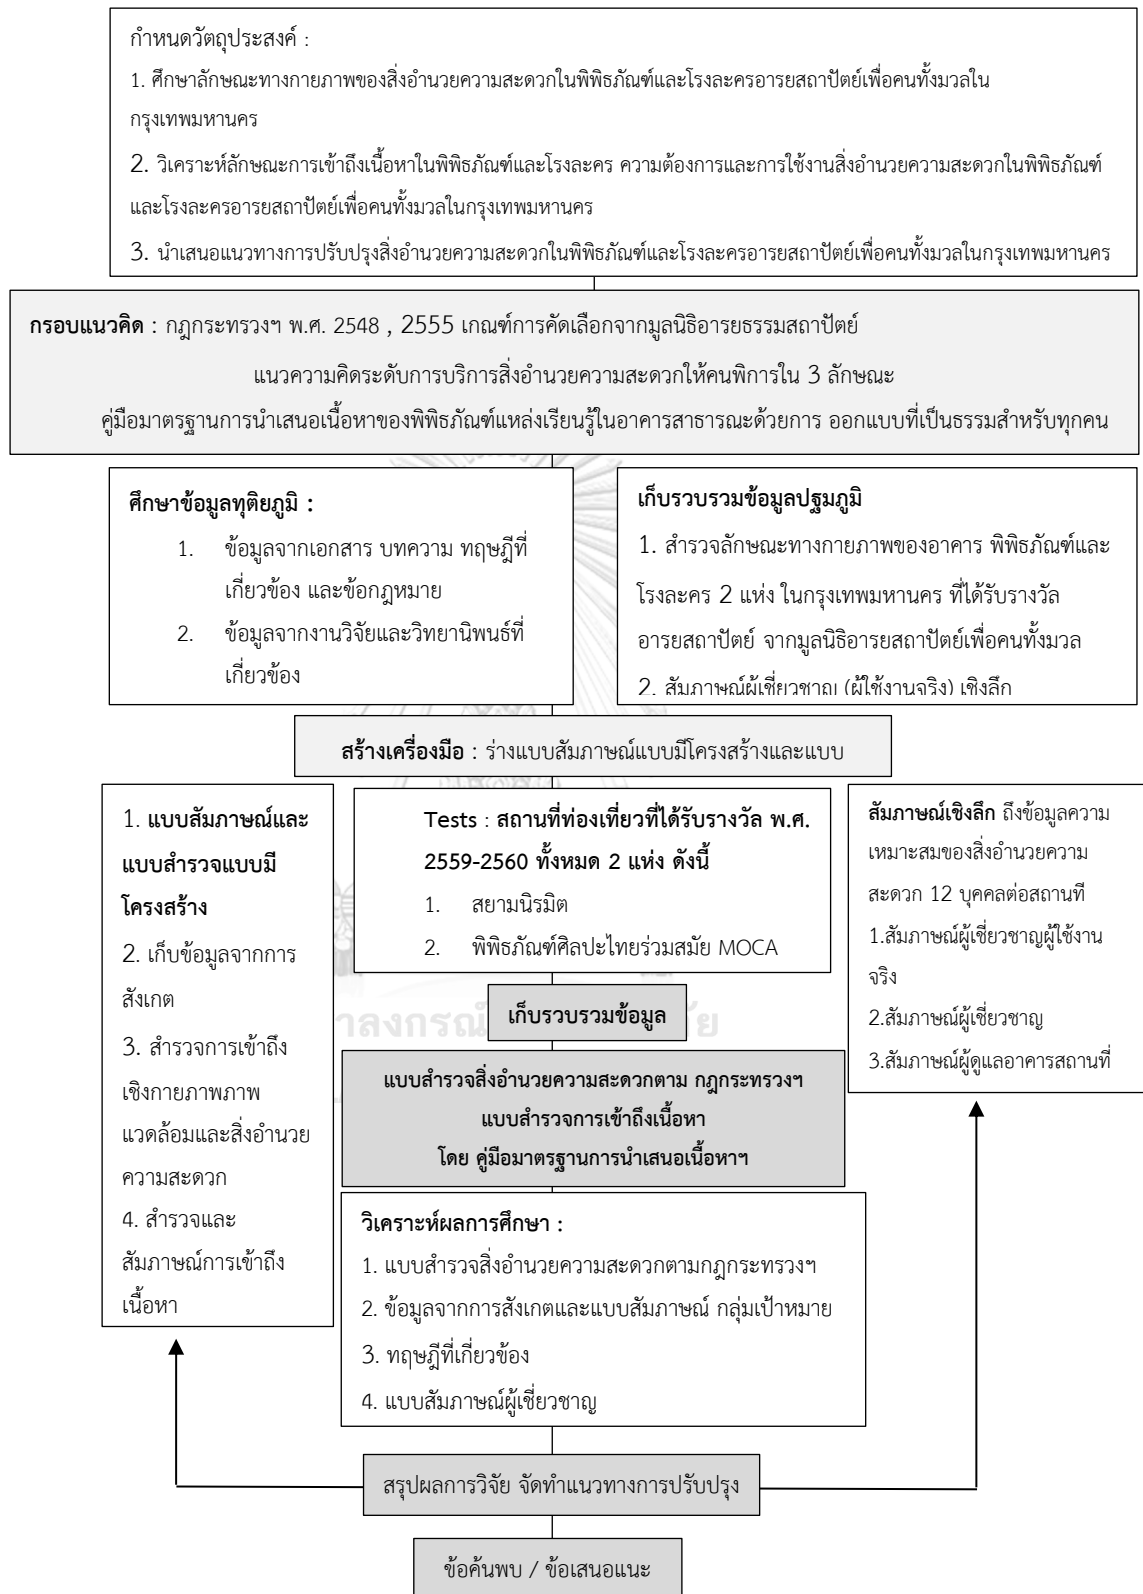 กำหนดวัตถุประสงค์ :
1. ศึกษาลักษณะทางกายภาพของสิ่งอำนวยความสะดวกในพิพิธภัณฑ์และโรงละครอารยสถาปัตย์เพื่อคนทั้งมวลใน
กรุงเทพมหานคร
2. วิเคราะห์ลักษณะการเข้าถึงเนื้อหาในพิพิธภัณฑ์และโรงละคร ความต้องการและการใช้งานสิ่งอำนวยความสะดวกในพิพิธภัณฑ์
และโรงละครอารยสถาปัตย์เพื่อคนทั้งมวลในกรุงเทพมหานคร
3. นำเสนอแนวทางการปรับปรุงสิ่งอำนวยความสะดวกในพิพิธภัณฑ์และโรงละครอารยสถาปัตย์เพื่อคนทั้งมวลในกรุงเทพมหานคร
กรอบแนวคิด : กฎกระทรวงฯ พ.ศ. 2548 , 2555 เกณฑ์การคัดเลือกจากมูลนิธิอารยธรรมสถาปัตย์
แนวความคิดระดับการบริการสิ่งอำนวยความสะดวกให้คนพิการใน 3 ลักษณะ
คู่มือมาตรฐานการนำเสนอเนื้อหาของพิพิธภัณฑ์แหล่งเรียนรู้ในอาคารสาธารณะด้วยการ ออกแบบที่เป็นธรรมสำหรับทุกคน
ศึกษาข้อมูลทุติยภูมิ :
1. ข้อมูลจากเอกสาร บทความ ทฤษฎีที่
เกี่ยวข้อง และข้อกฎหมาย
2. ข้อมูลจากงานวิจัยและวิทยานิพนธ์ที่
เกี่ยวข้อง
เก็บรวบรวมข้อมูลปฐมภูมิ
1. สำรวจลักษณะทางกายภาพของอาคาร พิพิธภัณฑ์และ
โรงละคร 2 แห่ง ในกรุงเทพมหานคร ที่ได้รับรางวัล
อารยสถาปัตย์ จากมูลนิธิอารยสถาปัตย์เพื่อคนทั้งมวล
2. สัมภาษณ์ผู้เชี่ยวชาญ (ผู้ใช้งานจริง) เชิงลึก
สร้างเครื่องมือ : ร่างแบบสัมภาษณ์แบบมีโครงสร้างและแบบ
1. แบบสัมภาษณ์และ
แบบสำรวจแบบมี
โครงสร้าง
2. เก็บข้อมูลจากการ
สังเกต
3. สำรวจการเข้าถึง
เชิงกายภาพภาพ
แวดล้อมและสิ่งอำนวย
ความสะดวก
4. สำรวจและ
สัมภาษณ์การเข้าถึง
เนื้อหา
Tests : สถานที่ท่องเที่ยวที่ได้รับรางวัล พ.ศ.
2559-2560 ทั้งหมด 2 แห่ง ดังนี้
1. สยามนิรมิต
2. พิพิธภัณฑ์ศิลปะไทยร่วมสมัย MOCA
สัมภาษณ์เชิงลึก ถึงข้อมูลความ
เหมาะสมของสิ่งอำนวยความ
สะดวก 12 บุคคลต่อสถานที่
1.สัมภาษณ์ผู้เชี่ยวชาญผู้ใช้งาน
จริง
2.สัมภาษณ์ผู้เชี่ยวชาญ
3.สัมภาษณ์ผู้ดูแลอาคารสถานที่
เก็บรวบรวมข้อมูล
แบบสำรวจสิ่งอำนวยความสะดวกตาม กฎกระทรวงฯ
แบบสำรวจการเข้าถึงเนื้อหา
โดย คู่มือมาตรฐานการนำเสนอเนื้อหาฯ
วิเคราะห์ผลการศึกษา :
1. แบบสำรวจสิ่งอำนวยความสะดวกตามกฎกระทรวงฯ
2. ข้อมูลจากการสังเกตและแบบสัมภาษณ์ กลุ่มเป้าหมาย
3. ทฤษฎีที่เกี่ยวข้อง
4. แบบสัมภาษณ์ผู้เชี่ยวชาญ
สรุปผลการวิจัย จัดทำแนวทางการปรับปรุง
ข้อค้นพบ / ข้อเสนอแนะ